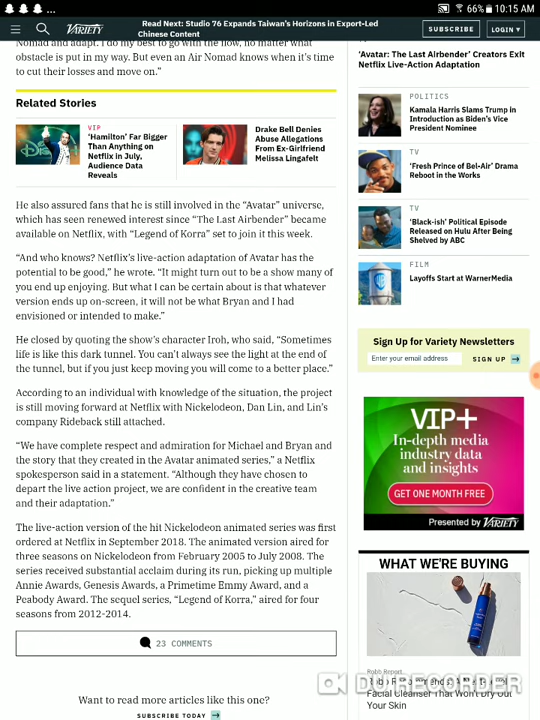 66% 10:15 AM
VARIETY
Read Next: Studio 76 Expands Taiwan’s Horizons in Export-Led
Chinese Content
SUBSCRIBE
LOGIN
Nomad and adapt. I do my best to go with the flow, no matter what
obstacle is put in my way. But even an Air Nomad knows when it’s time
to cut their losses and move on.”
Related Stories
VIP
‘Hamilton’ Far Bigger
Than Anything on
Netflix in July,
Audience Data
Reveals
Drake Bell Denies
Abuse Allegations
From Ex-Girlfriend
Melissa Lingafelt
He also assured fans that he is still involved in the “Avatar” universe,
which has seen renewed interest since “The Last Airbender” became
available on Netflix, with “Legend of Korra” set to join it this week.
“And who knows? Netflix’s live-action adaptation of Avatar has the
potential to be good,” he wrote. “It might turn out to be a show many of
you end up enjoying. But what I can be certain about is that whatever
version ends up on-screen, it will not be what Bryan and I had
envisioned or intended to make.”
He closed by quoting the show’s character Iroh, who said, “Sometimes
life is like this dark tunnel. You can’t always see the light at the end of
the tunnel, but if you just keep moving you will come to a better place.”
According to an individual with knowledge of the situation, the project
is still moving forward at Netflix with Nickelodeon, Dan Lin, and Lin’s
company Rideback still attached.
“We have complete respect and admiration for Michael and Bryan and
the story that they created in the Avatar animated series,” a Netflix
spokesperson said in a statement. “Although they have chosen to
depart the live action project, we are confident in the creative team
and their adaptation.”
The live-action version of the hit Nickelodeon animated series was first
ordered at Netflix in September 2018. The animated version aired for
three seasons on Nickelodeon from February 2005 to July 2008. The
series received substantial acclaim during its run, picking up multiple
Annie Awards, Genesis Awards, a Primetime Emmy Award, and a
Peabody Award. The sequel series, “Legend of Korra,” aired for four
seasons from 2012-2014.
23 COMMENTS
Want to read more articles like this one?
SUBSCRIBE TODAY
‘Avatar: The Last Airbender’ Creators Exit
Netflix Live-Action Adaptation
POLITICS
Kamala Harris Slams Trump in
Introduction as Biden’s Vice
President Nominee
TV
‘Fresh Prince of Bel-Air’ Drama
Reboot in the Works
TV
‘Black-ish’ Political Episode
Released on Hulu After Being
Shelved by ABC
FILM
Layoffs Start at WarnerMedia
Sign Up for Variety Newsletters
Enter your email address
SIGN UP
VIP+
In-depth media
industry data
and insights
GET ONE MONTH FREE
Presented by VARIETY
WHAT WE'RE BUYING
Robb Report
DU RECORDER
Facial Cleanser That Won't Dry Out
Your Skin